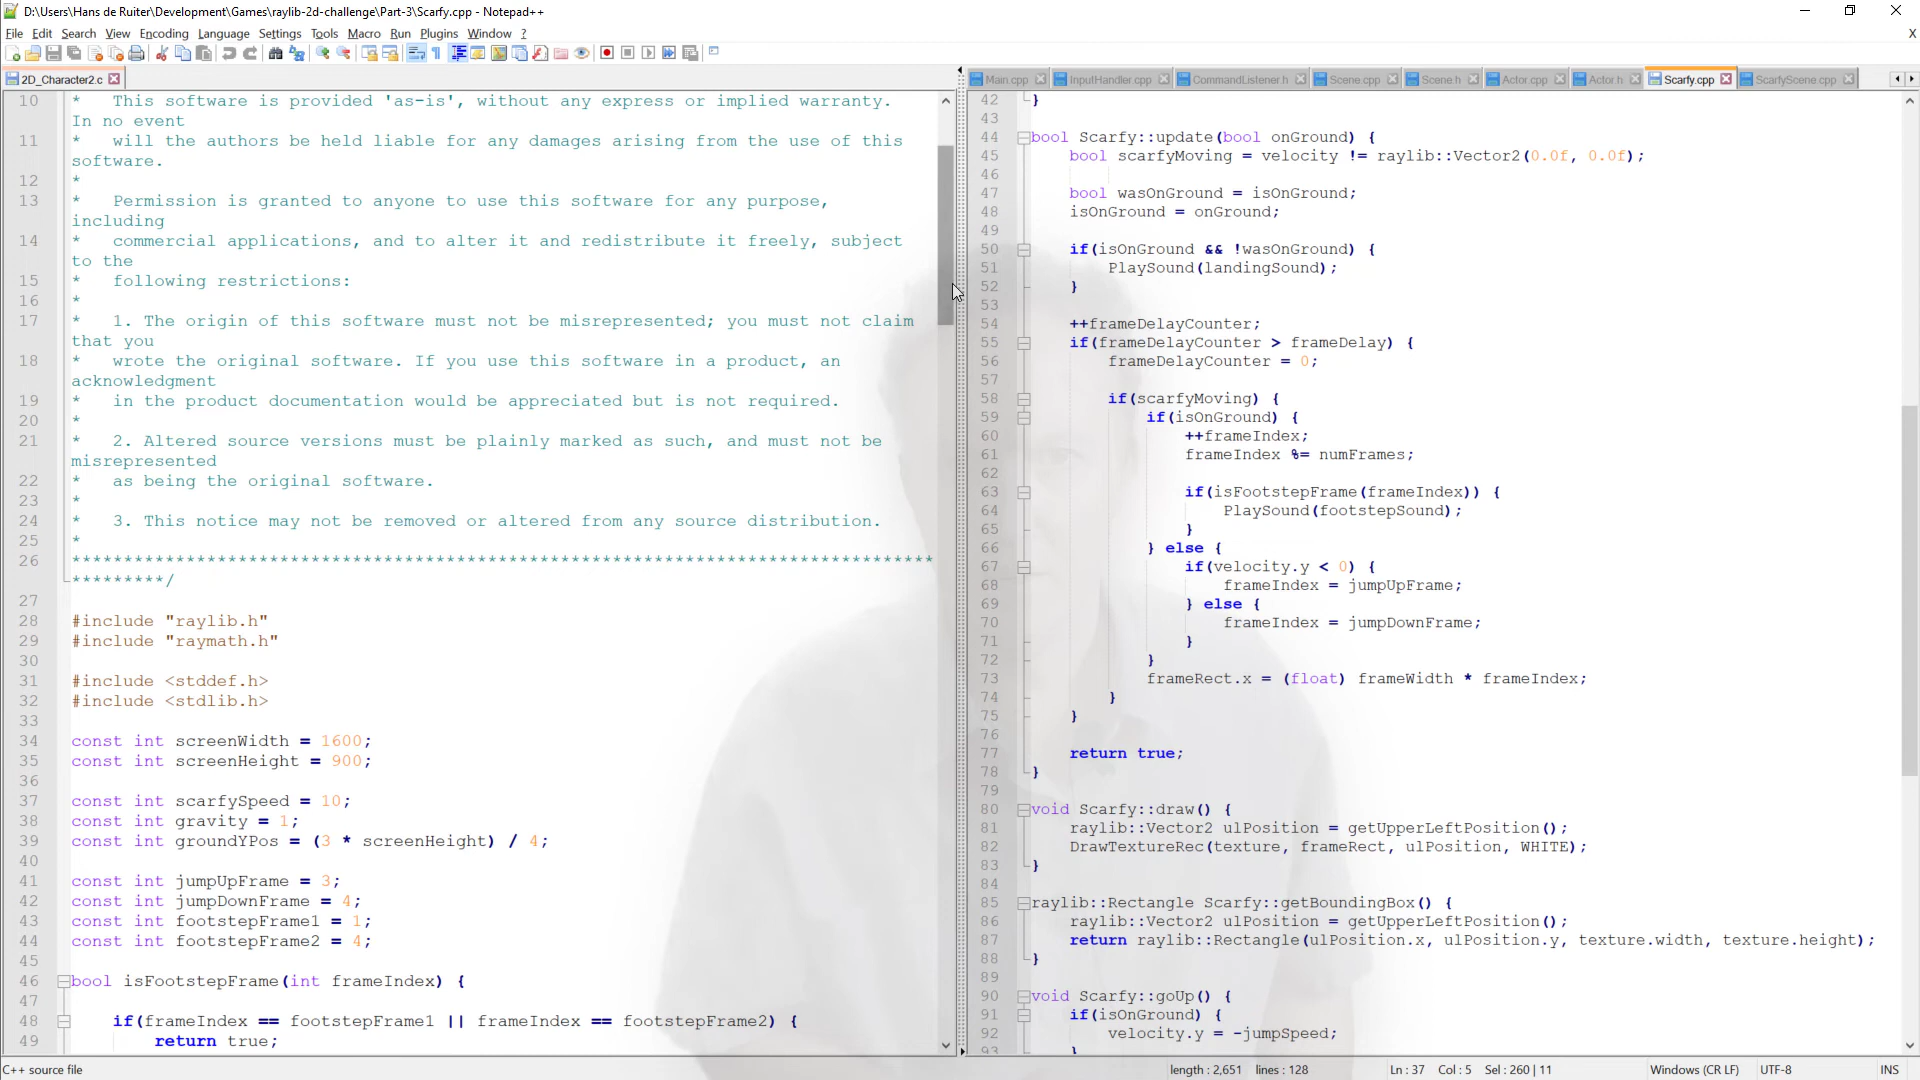 D:\Users\Hans de Ruiter\Development\Games\raylib-2d-challenge\Part-3\Scarfy.cpp - Notepad++
File Edit Search View Encoding Language Settings Tools Macro Run Plugins Window ?
X
2D_Character2.c
Main.cpp InputHandler.cpp CommandListener.h Scene.cpp Scene.h Actor.cpp Actor.h Scarfy.cpp ScarfyScene.cpp
10 * This software is provided 'as-is', without any express or implied warranty.
In no event
11 * will the authors be held liable for any damages arising from the use of this
software.
12 *
13 * Permission is granted to anyone to use this software for any purpose,
including
14 * commercial applications, and to alter it and redistribute it freely, subject
to the
15 * following restrictions:
16 *
17 * 1. The origin of this software must not be misrepresented; you must not claim
that you
18 * wrote the original software. If you use this software in a product, an
acknowledgment
19 * in the product documentation would be appreciated but is not required.
20 *
21 * 2. Altered source versions must be plainly marked as such, and must not be
misrepresented
22 * as being the original software.
23 *
24 * 3. This notice may not be removed or altered from any source distribution.
25 *
26 ***********************************************************************************
*********/
27
28 #include "raylib.h"
29 #include "raymath.h"
30
31 #include <stddef.h>
32 #include <stdlib.h>
33
34 const int screenWidth = 1600;
35 const int screenHeight = 900;
36
37 const int scarfySpeed = 10;
38 const int gravity = 1;
39 const int groundYPos = (3 * screenHeight) / 4;
40
41 const int jumpUpFrame = 3;
42 const int jumpDownFrame = 4;
43 const int footstepFrame1 = 1;
44 const int footstepFrame2 = 4;
45
46 bool isFootstepFrame(int frameIndex) {
47
48 if(frameIndex == footstepFrame1 || frameIndex == footstepFrame2) {
49 return true;
42 }
43
44 bool Scarfy::update(bool onGround) {
45 bool scarfyMoving = velocity != raylib::Vector2(0.0f, 0.0f);
46
47 bool wasOnGround = isOnGround;
48 isOnGround = onGround;
49
50 if(isOnGround && !wasOnGround) {
51 PlaySound(landingSound);
52 }
53
54 ++frameDelayCounter;
55 if(frameDelayCounter > frameDelay) {
56 frameDelayCounter = 0;
57
58 if(scarfyMoving) {
59 if(isOnGround) {
60 ++frameIndex;
61 frameIndex %= numFrames;
62
63 if(isFootstepFrame(frameIndex)) {
64 PlaySound(footstepSound);
65 }
66 } else {
67 if(velocity.y < 0) {
68 frameIndex = jumpUpFrame;
69 } else {
70 frameIndex = jumpDownFrame;
71 }
72 }
73 frameRect.x = (float) frameWidth * frameIndex;
74 }
75 }
76
77 return true;
78 }
79
80 void Scarfy::draw() {
81 raylib::Vector2 ulPosition = getUpperLeftPosition();
82 DrawTextureRec(texture, frameRect, ulPosition, WHITE);
83 }
84
85 raylib::Rectangle Scarfy::getBoundingBox() {
86 raylib::Vector2 ulPosition = getUpperLeftPosition();
87 return raylib::Rectangle(ulPosition.x, ulPosition.y, texture.width, texture.height);
88 }
89
90 void Scarfy::goUp() {
91 if(isOnGround) {
92 velocity.y = -jumpSpeed;
93 }
C++ source file length : 2,651 lines : 128 Ln : 37 Col : 5 Sel : 260 | 11 Windows (CR LF) UTF-8 INS